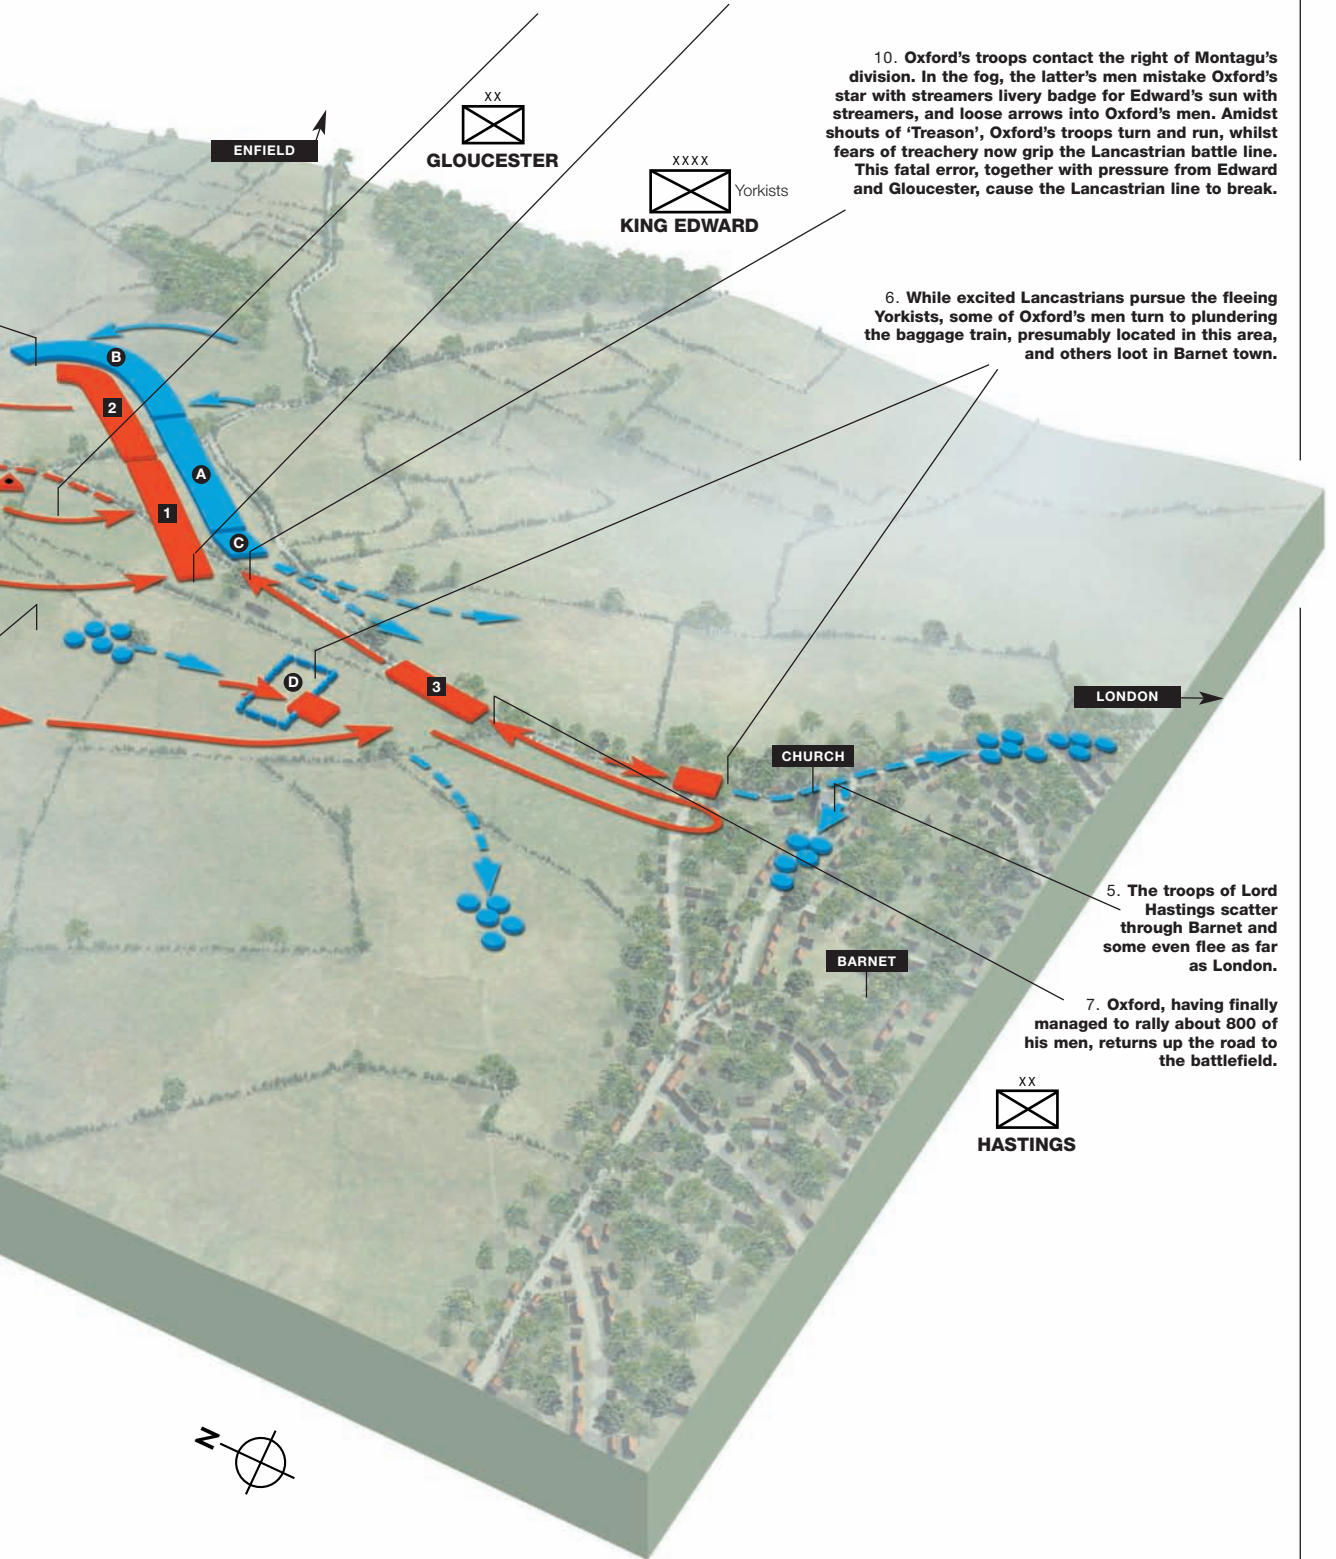 10. Oxford’s troops contact the right of Montagu’s
division. In the fog, the latter’s men mistake Oxford’s
star with streamers livery badge for Edward’s sun with
streamers, and loose arrows into Oxford’s men. Amidst
shouts of ‘Treason’, Oxford’s troops turn and run, whilst
fears of treachery now grip the Lancastrian battle line.
This fatal error, together with pressure from Edward
and Gloucester, cause the Lancastrian line to break.
XX
GLOUCESTER
ENFIELD
XXXX
Yorkists
KING EDWARD
6. While excited Lancastrians pursue the fleeing
Yorkists, some of Oxford’s men turn to plundering
the baggage train, presumably located in this area,
and others loot in Barnet town.
B
2
A
1
C
D
3
LONDON
CHURCH
5. The troops of Lord
Hastings scatter
through Barnet and
some even flee as far
as London.
BARNET
7. Oxford, having finally
managed to rally about 800 of
his men, returns up the road to
the battlefield.
XX
HASTINGS
N